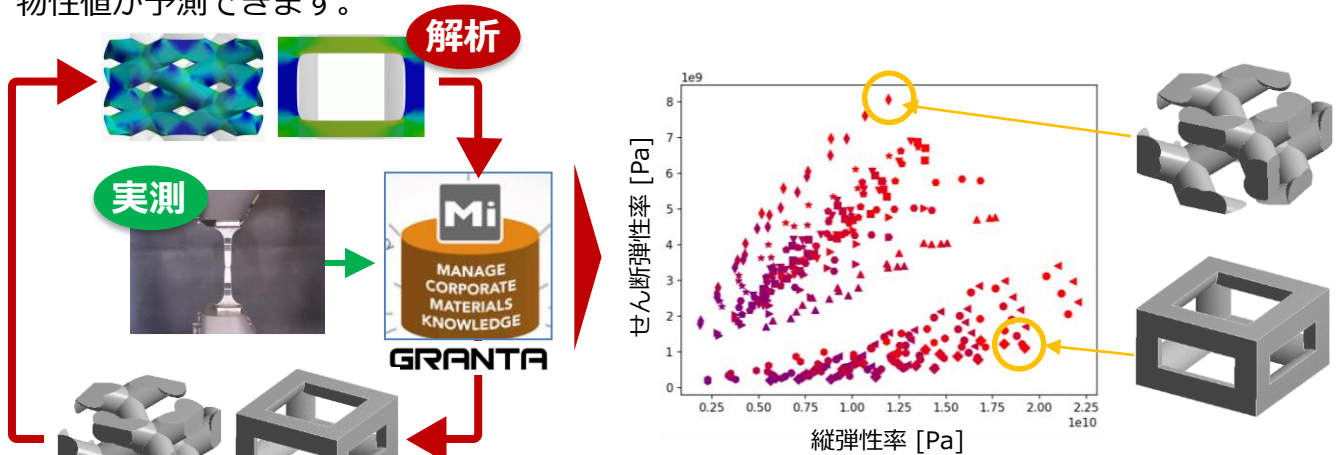 物性値が予測できます。
解析
実測
Mi
MANAGE
CORPORATE
MATERIALS
KNOWLEDGE
GRANTA
1e9
8
7
6
5
4
3
2
1
0
せん断弾性率 [Pa]
0.25 0.50 0.75 1.00 1.25 1.50 1.75 2.00 2.25
1e10
縦弾性率 [Pa]